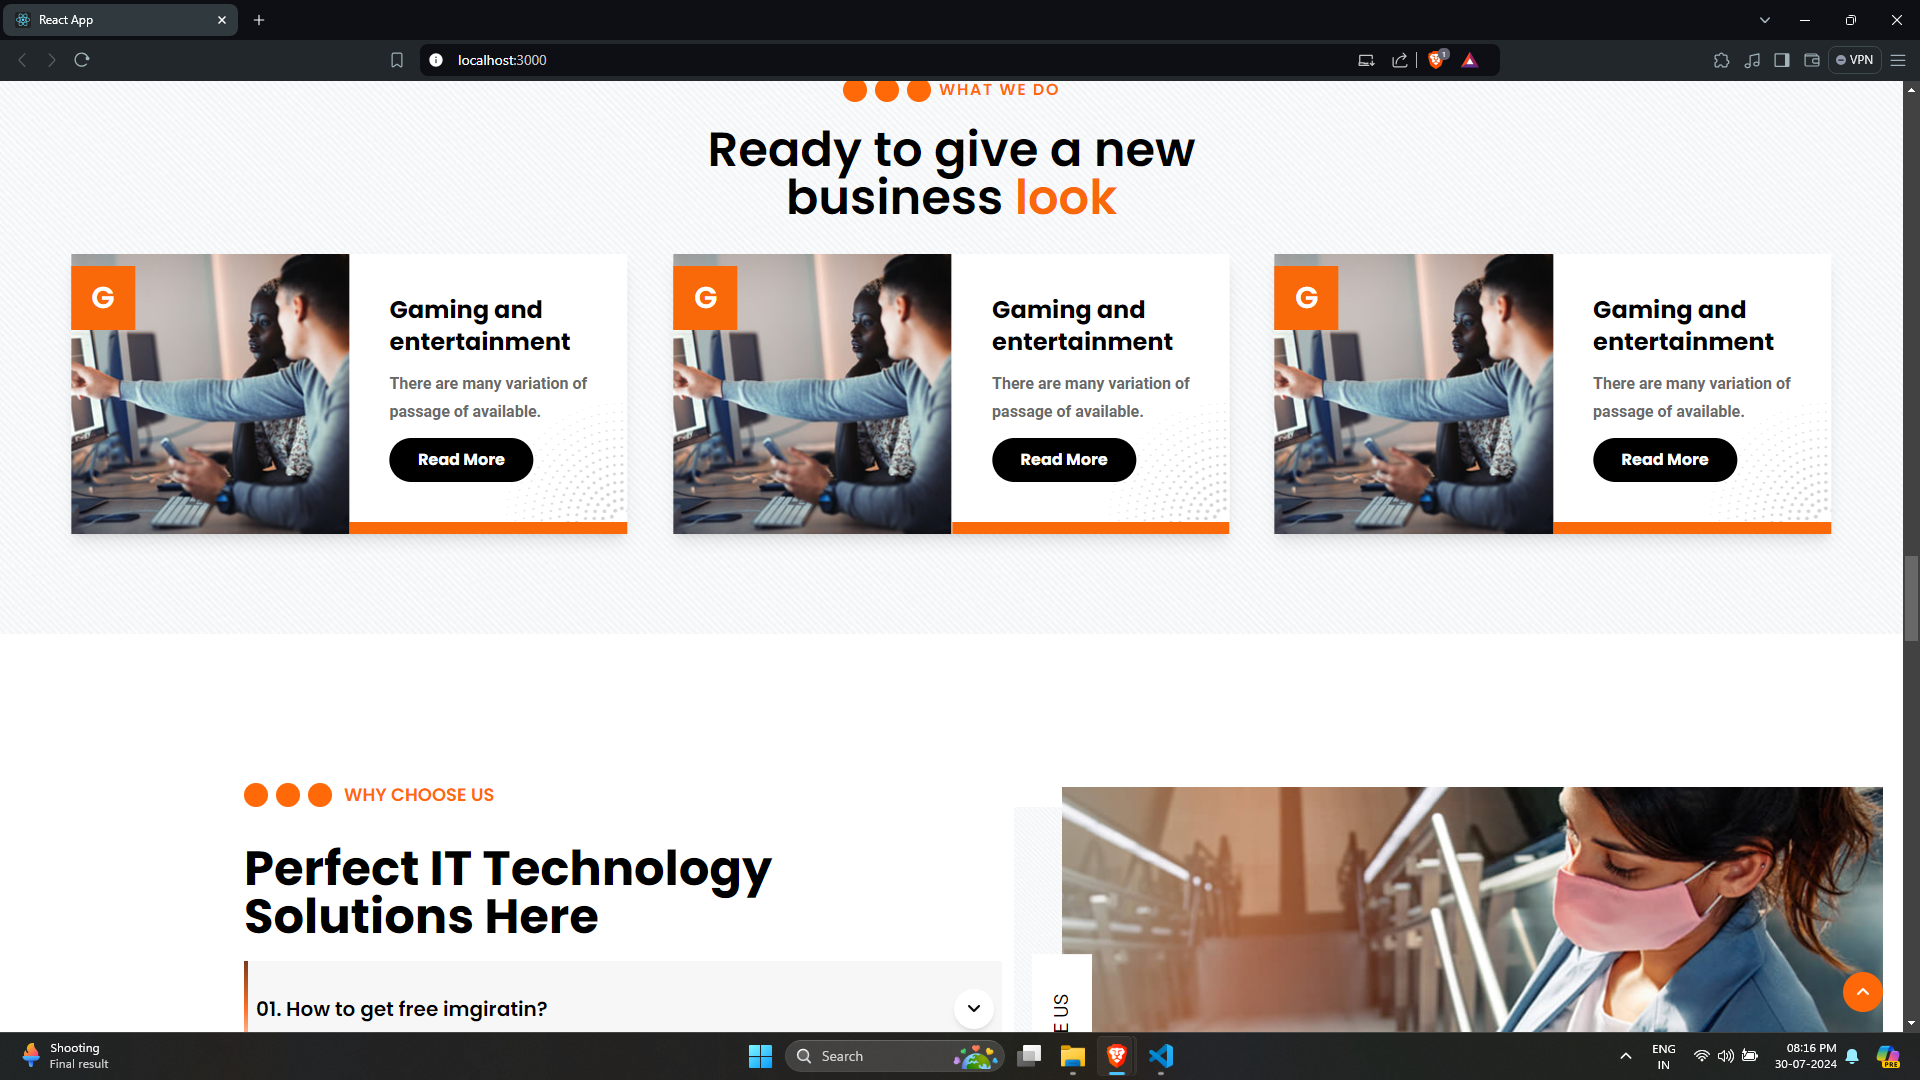 React App
localhost:3000
1
VPN
WHAT WE DO
Ready to give a new
business look
G
Gaming and
entertainment
There are many variation of
passage of available.
Read More
G
Gaming and
entertainment
There are many variation of
passage of available.
Read More
G
Gaming and
entertainment
There are many variation of
passage of available.
Read More
WHY CHOOSE US
Perfect IT Technology
Solutions Here
01. How to get free imgiratin?
E US
Shooting
Final result
Search
ENG
IN
08:16 PM
30-07-2024
PRE